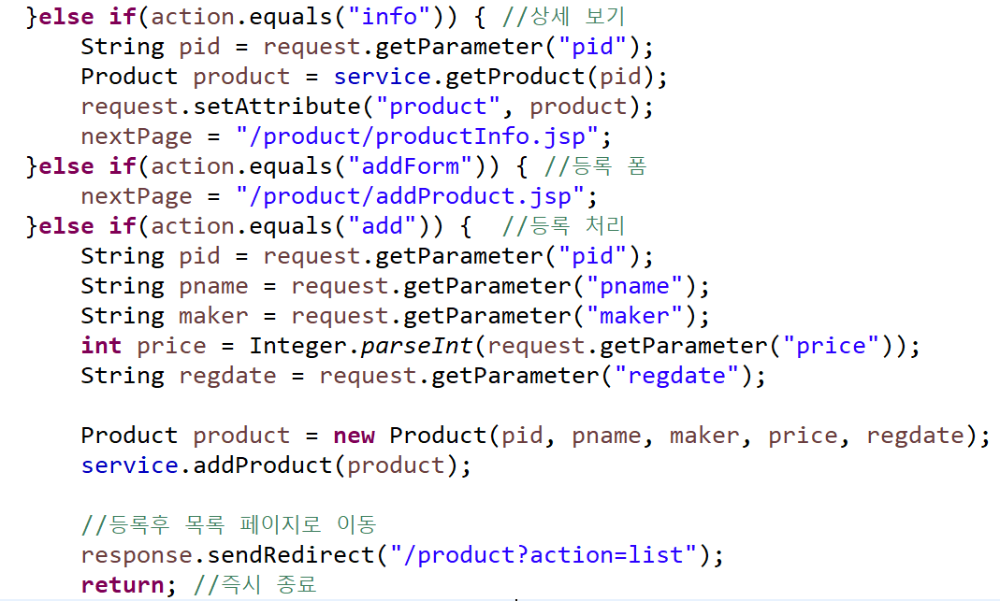 }else if(action.equals("info")) { //상세 보기
String pid = request.getParameter("pid");
Product product = service.getProduct(pid);
request.setAttribute("product", product);
nextPage = "/product/productInfo.jsp";
}else if(action.equals("addForm")) { //등록 폼
nextPage = "/product/addProduct.jsp";
}else if(action.equals("add")) {  //등록 처리
String pid = request.getParameter("pid");
String pname = request.getParameter("pname");
String maker = request.getParameter("maker");
int price = Integer.parseInt(request.getParameter("price"));
String regdate = request.getParameter("regdate");
Product product = new Product(pid, pname, maker, price, regdate);
service.addProduct(product);
//등록후 목록 페이지로 이동
response.sendRedirect("/product?action=list");
return; //즉시 종료